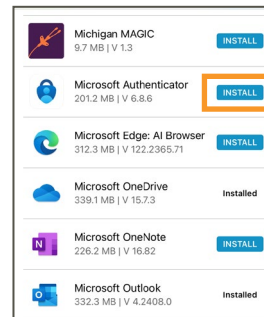 Michigan MAGIC
9.7 MB | V 1.3
INSTALL
Microsoft Authenticator
201.2 MB | V 6.8.6
INSTALL
Microsoft Edge: AI Browser
312.3 MB | V 122.2365.71
INSTALL
Microsoft OneDrive
339.1 MB | V 15.7.3
Installed
Microsoft OneNote
226.2 MB | V 16.82
INSTALL
N
Microsoft Outlook
332.3 MB | V 4.2408.0
Installed
O